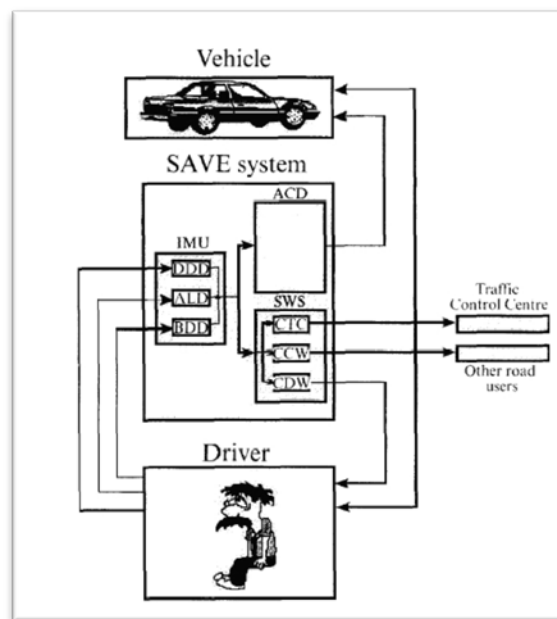 Vehicle
SAVE system
ACD
IMU
DDD
ALD
BDD
SWS
CTC
CCW
CDW
Traffic
Control Centre
Other road
users
Driver